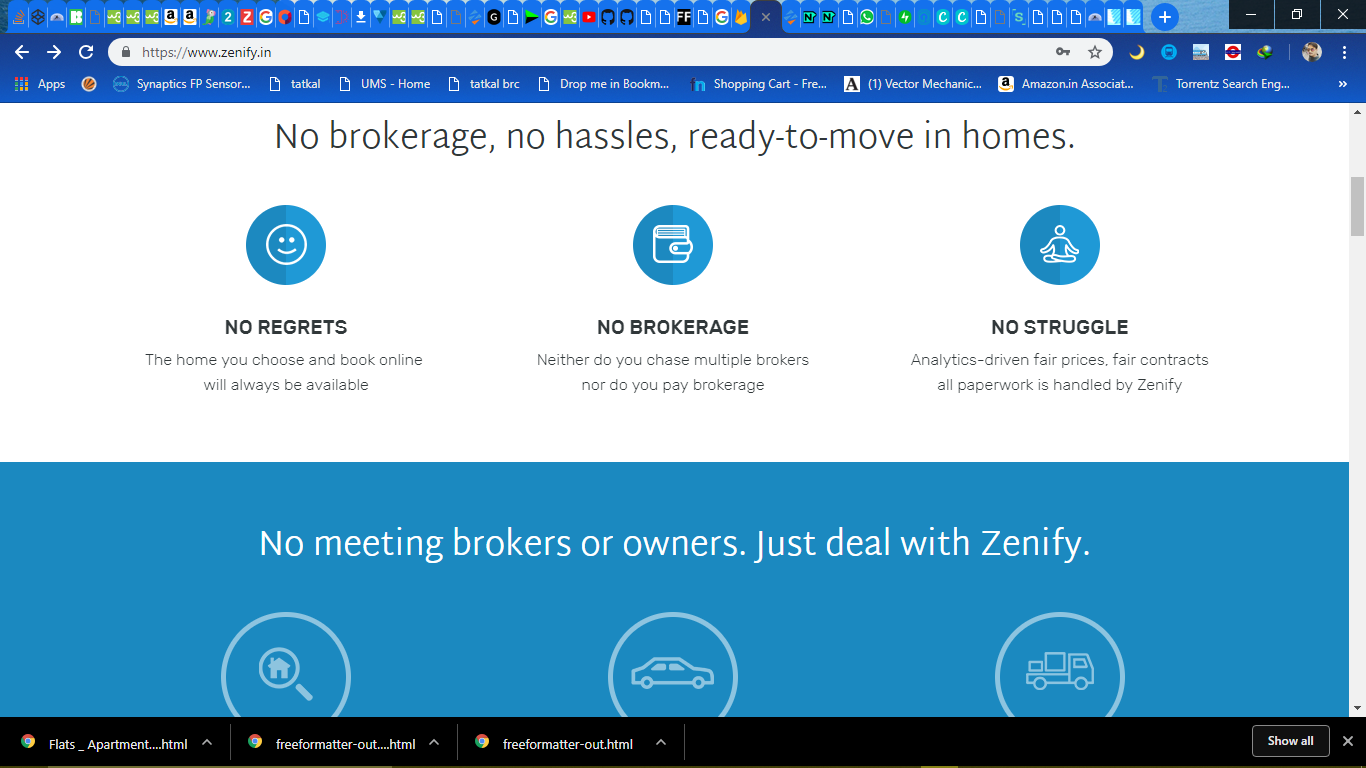 https://www.zenify.in
Apps
Synaptics FP Sensor...
tatkal
UMS - Home
tatkal brc
Drop me in Bookm...
Shopping Cart - Fre...
(1) Vector Mechanic...
Amazon.in Associat...
Torrentz Search Eng...
»
No brokerage, no hassles, ready-to-move in homes.
NO REGRETS
The home you choose and book online
will always be available
NO BROKERAGE
Neither do you chase multiple brokers
nor do you pay brokerage
NO STRUGGLE
Analytics-driven fair prices, fair contracts
all paperwork is handled by Zenify
No meeting brokers or owners. Just deal with Zenify.
Flats _ Apartment....html
freeformatter-out....html
freeformatter-out.html
Show all